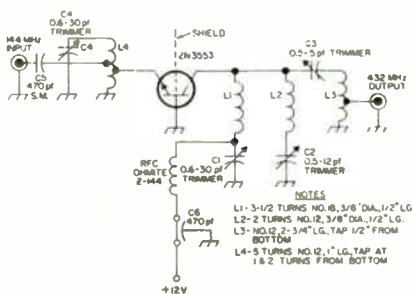 C4
0.6-30 pf
TRIMMER
144 MHz
INPUT
C4
L4
C5
470 pf
S.M.
SHIELD
2N3553
C3
0.5-5 pf TRIMMER
L1
L2
L3
432 MHz
OUTPUT
RFC
OHMITE
Z-144
C1
0.6-30 pf
TRIMMER
C2
0.5-12 pf
TRIMMER
C6
470 pf
+12V
NOTES
L1-3-1/2 TURNS NO.18, 3/8" DIA., 1/2" LG.
L2-2 TURNS NO.12, 3/8" DIA., 1/2" LG.
L3-NO.12, 2-3/4" LG., TAP 1/2" FROM
BOTTOM
L4-5 TURNS NO.12, 1" LG., TAP AT
1 & 2 TURNS FROM BOTTOM